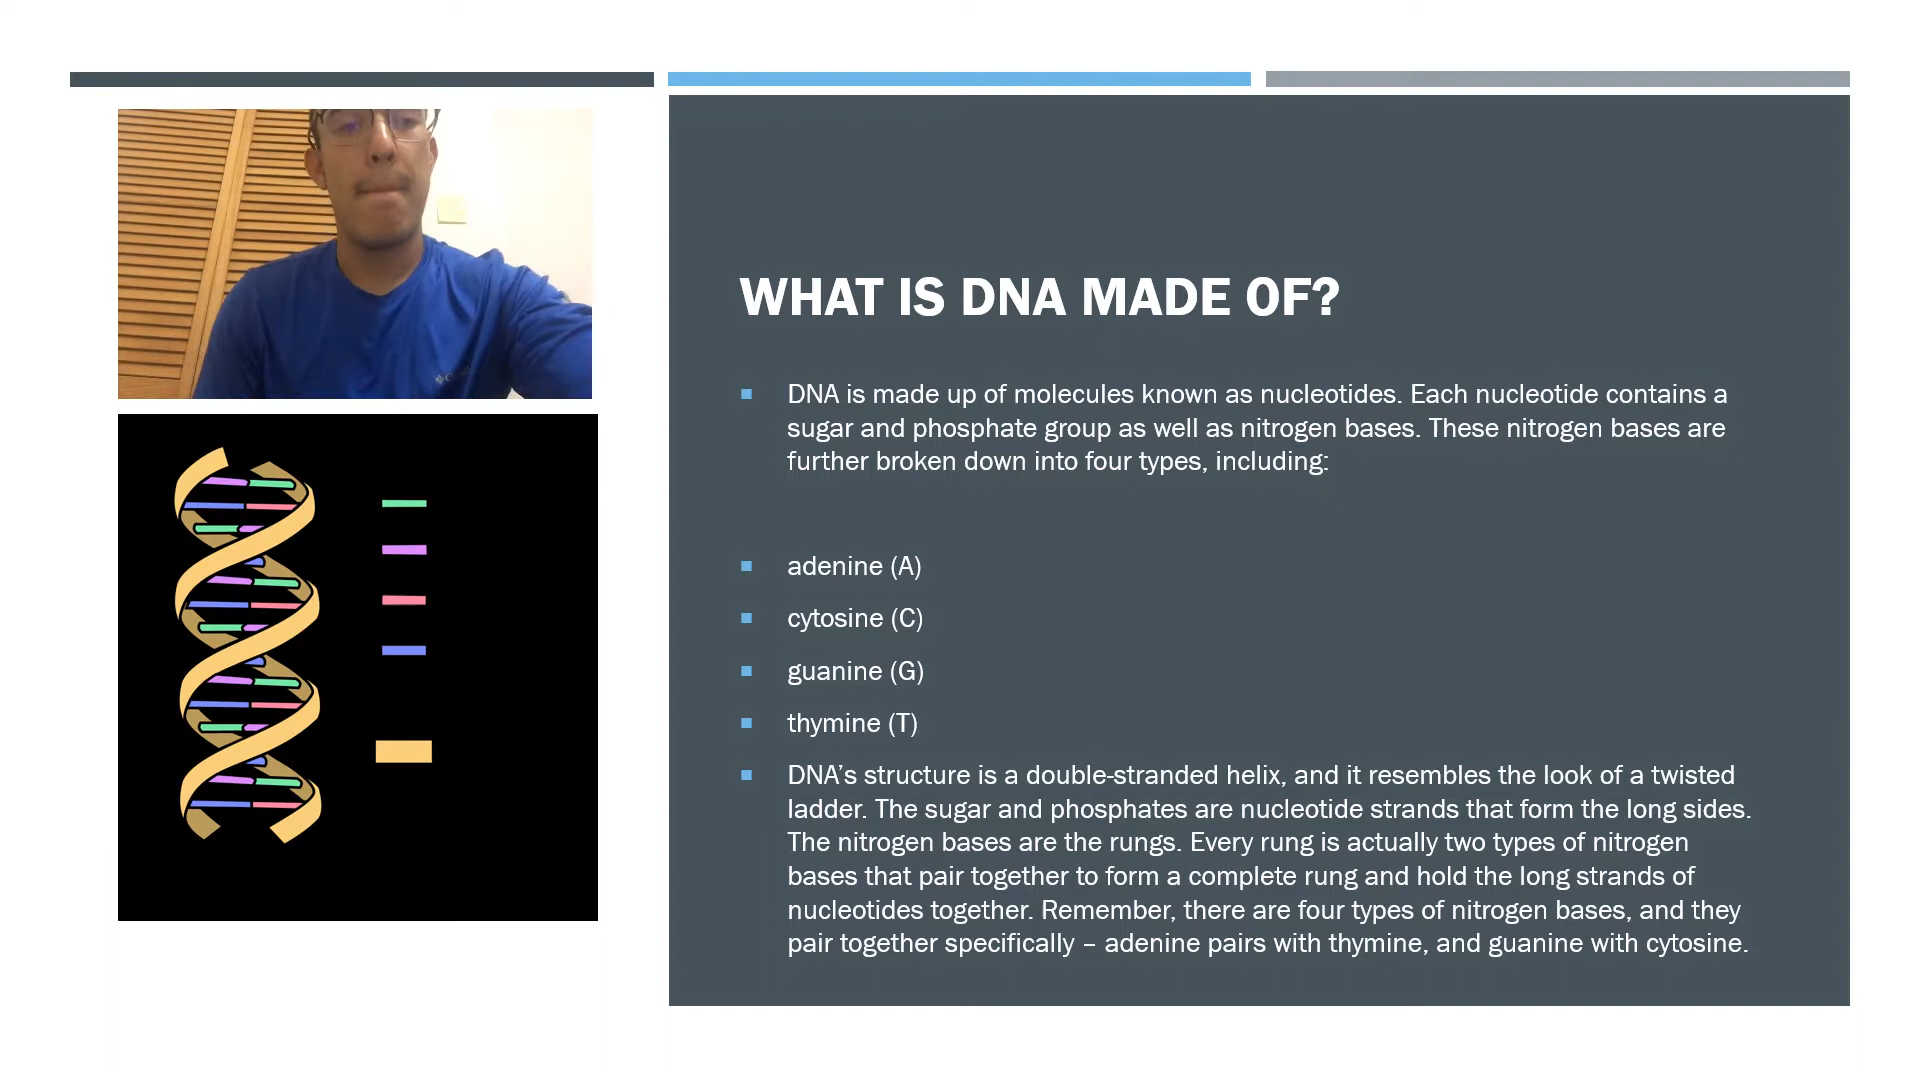 WHAT IS DNA MADE OF?
DNA is made up of molecules known as nucleotides. Each nucleotide contains a
sugar and phosphate group as well as nitrogen bases. These nitrogen bases are
further broken down into four types, including:
adenine (A)
cytosine (C)
guanine (G)
thymine (T)
DNA’s structure is a double-stranded helix, and it resembles the look of a twisted
ladder. The sugar and phosphates are nucleotide strands that form the long sides.
The nitrogen bases are the rungs. Every rung is actually two types of nitrogen
bases that pair together to form a complete rung and hold the long strands of
nucleotides together. Remember, there are four types of nitrogen bases, and they
pair together specifically – adenine pairs with thymine, and guanine with cytosine.